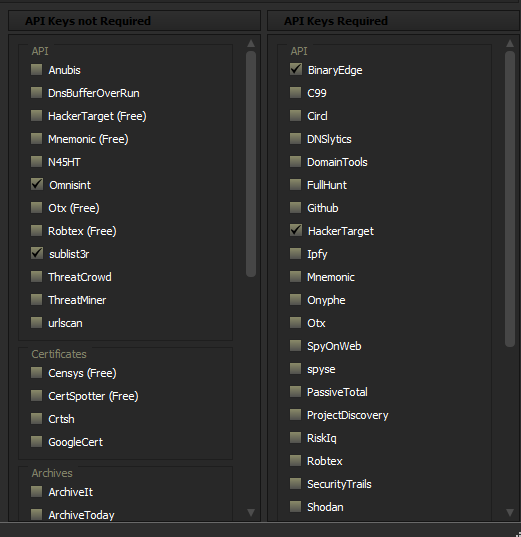 API Keys not Required
API
Anubis
DnsBufferOverRun
HackerTarget (Free)
Mnemonic (Free)
N45HT
Omnisint
Otx (Free)
Robtex (Free)
sublist3r
ThreatCrowd
ThreatMiner
urlscan
Certificates
Censys (Free)
CertSpotter (Free)
Crtsh
GoogleCert
Archives
ArchiveIt
ArchiveToday
API Keys Required
API
BinaryEdge
C99
Circl
DNSlytics
DomainTools
FullHunt
Github
HackerTarget
Ipfy
Mnemonic
Onyphe
Otx
SpyOnWeb
spyse
PassiveTotal
ProjectDiscovery
RiskIq
Robtex
SecurityTrails
Shodan